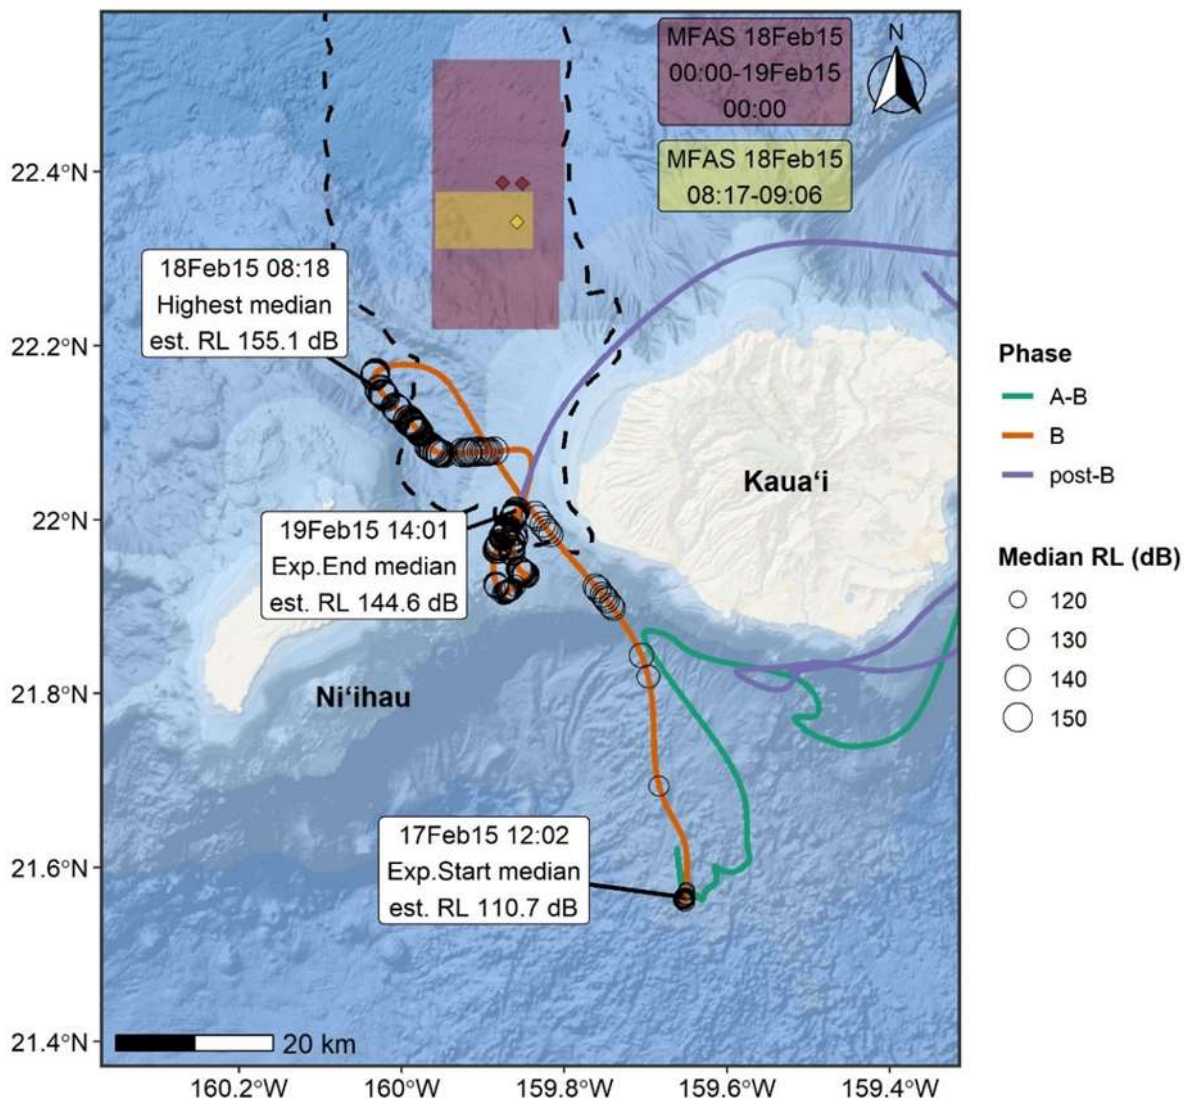 MFAS 18Feb15
00:00-19Feb15
00:00
N
MFAS 18Feb15
08:17-09:06
22.4°N
22.2°N
22°N
21.8°N
21.6°N
21.4°N
18Feb15 08:18
Highest median
est. RL 155.1 dB
Kauaʻi
19Feb15 14:01
Exp.End median
est. RL 144.6 dB
Niʻihau
17Feb15 12:02
Exp.Start median
est. RL 110.7 dB
20 km
160.2°W
160°W
159.8°W
159.6°W
159.4°W
Phase
A-B
B
post-B
Median RL (dB)
120
130
140
150